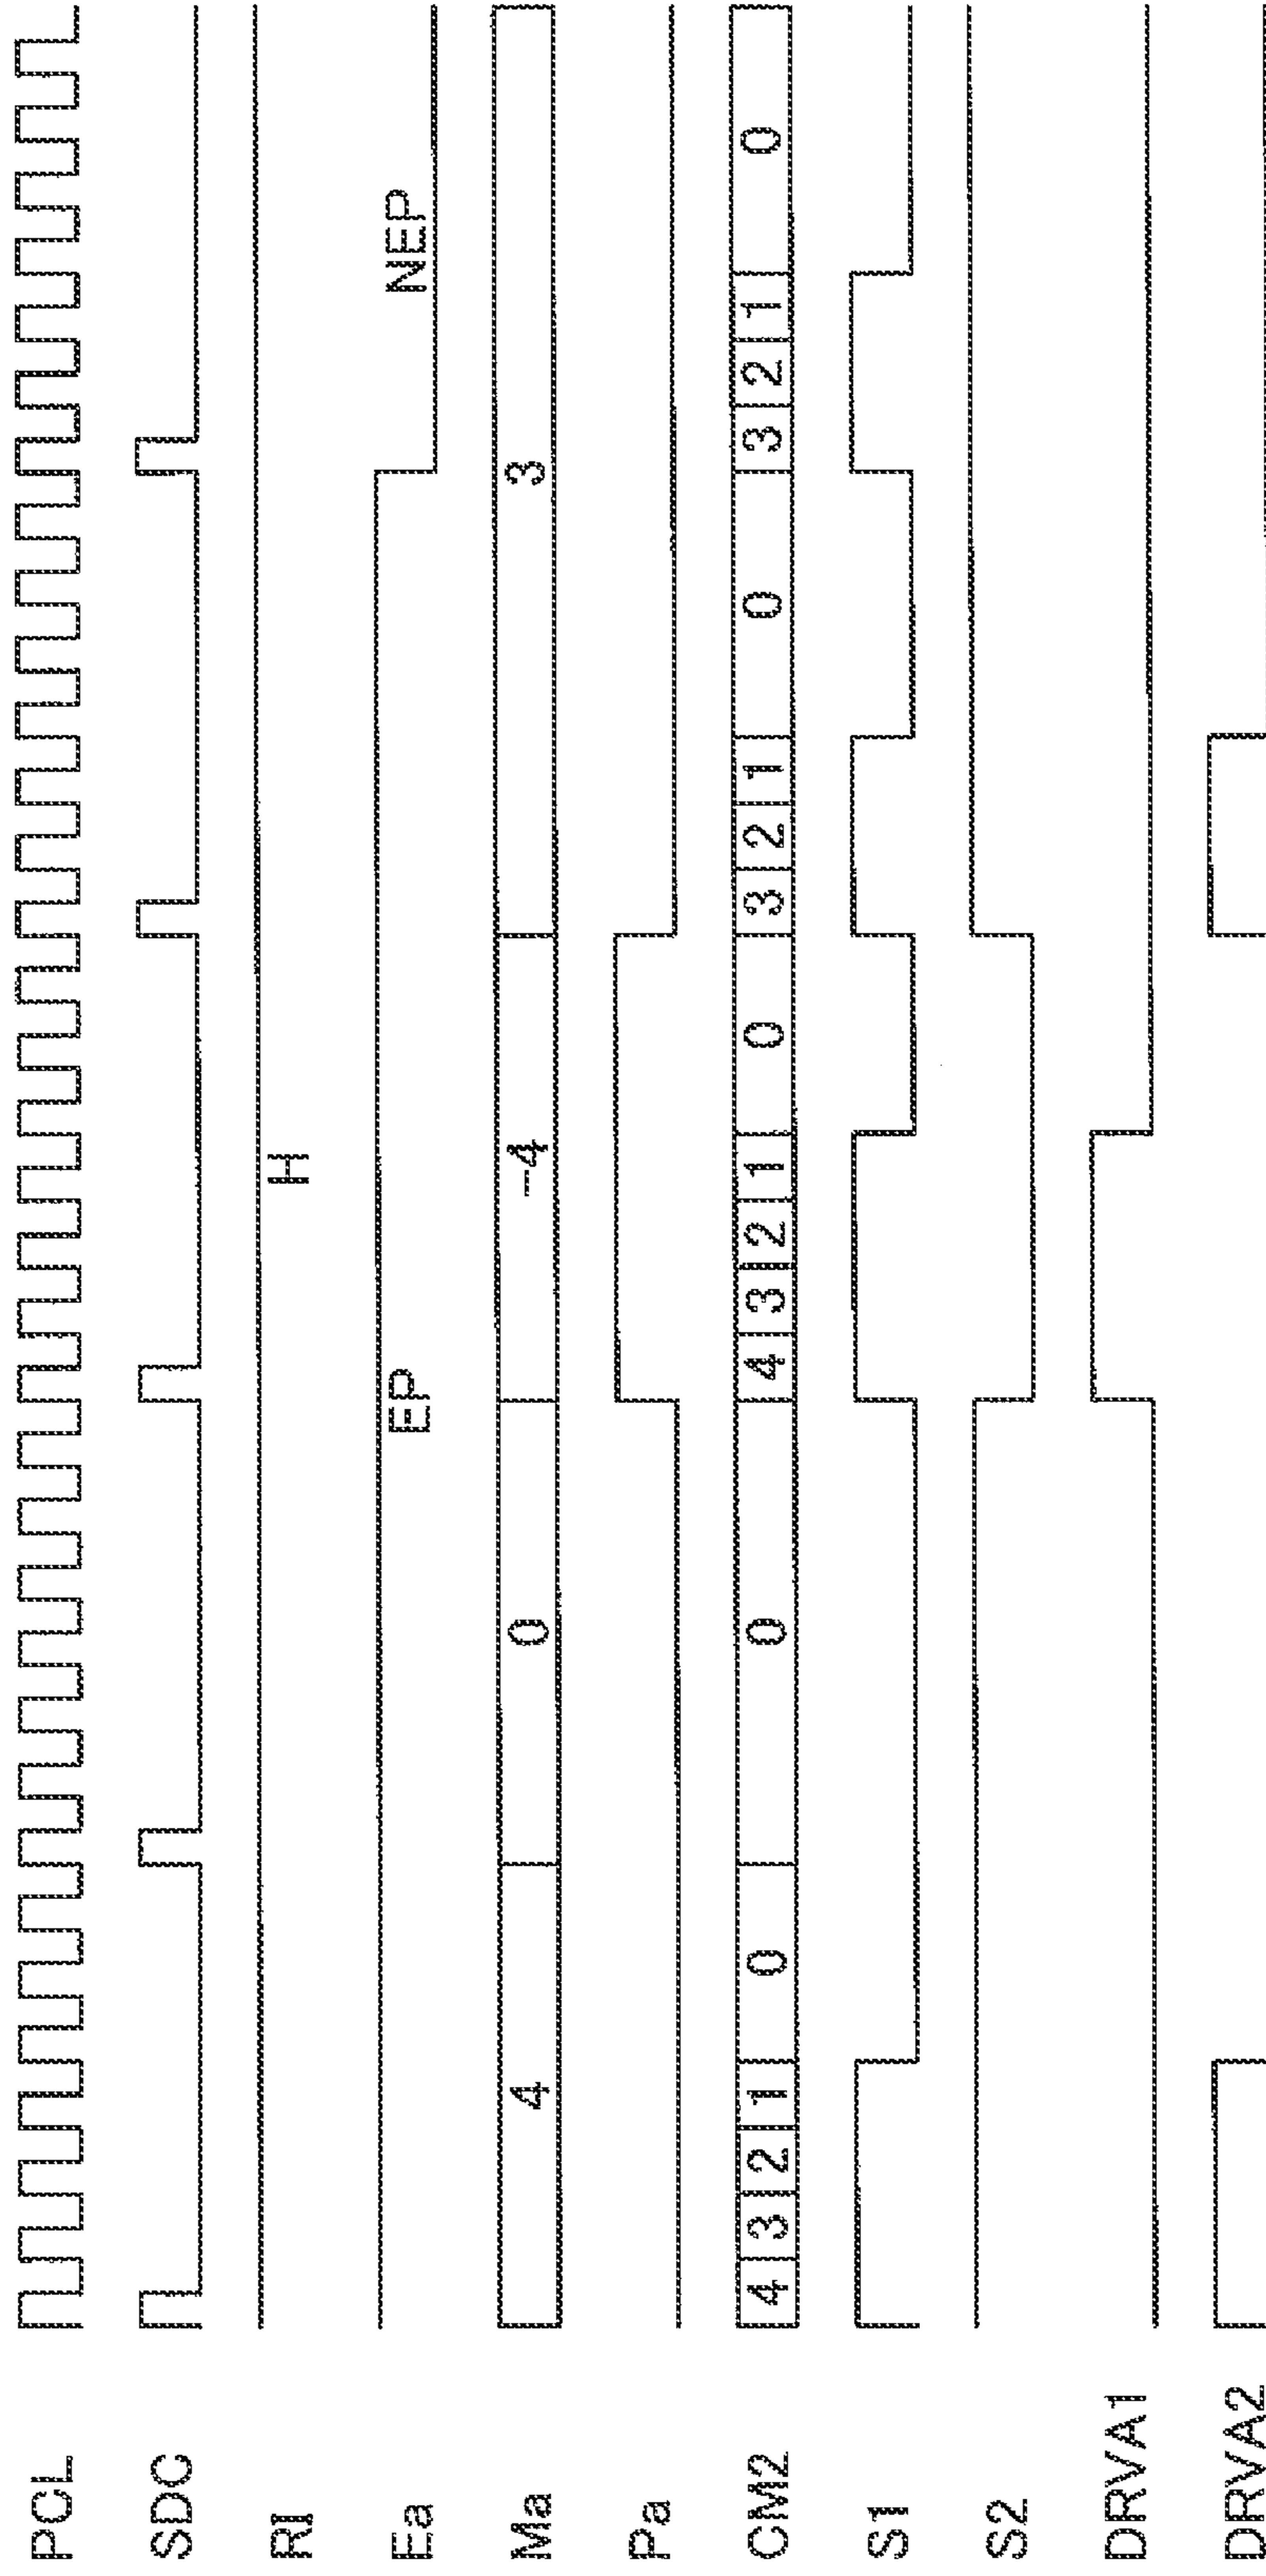 PCL
SDC
RI H
Ea EP NEP
Ma 4 0 -4 3
Pa
CM2 4 3 2 1 0 0 4 3 2 1 0 3 2 1 0 3 2 1 0
S1
S2
DRVA1
DRVA2